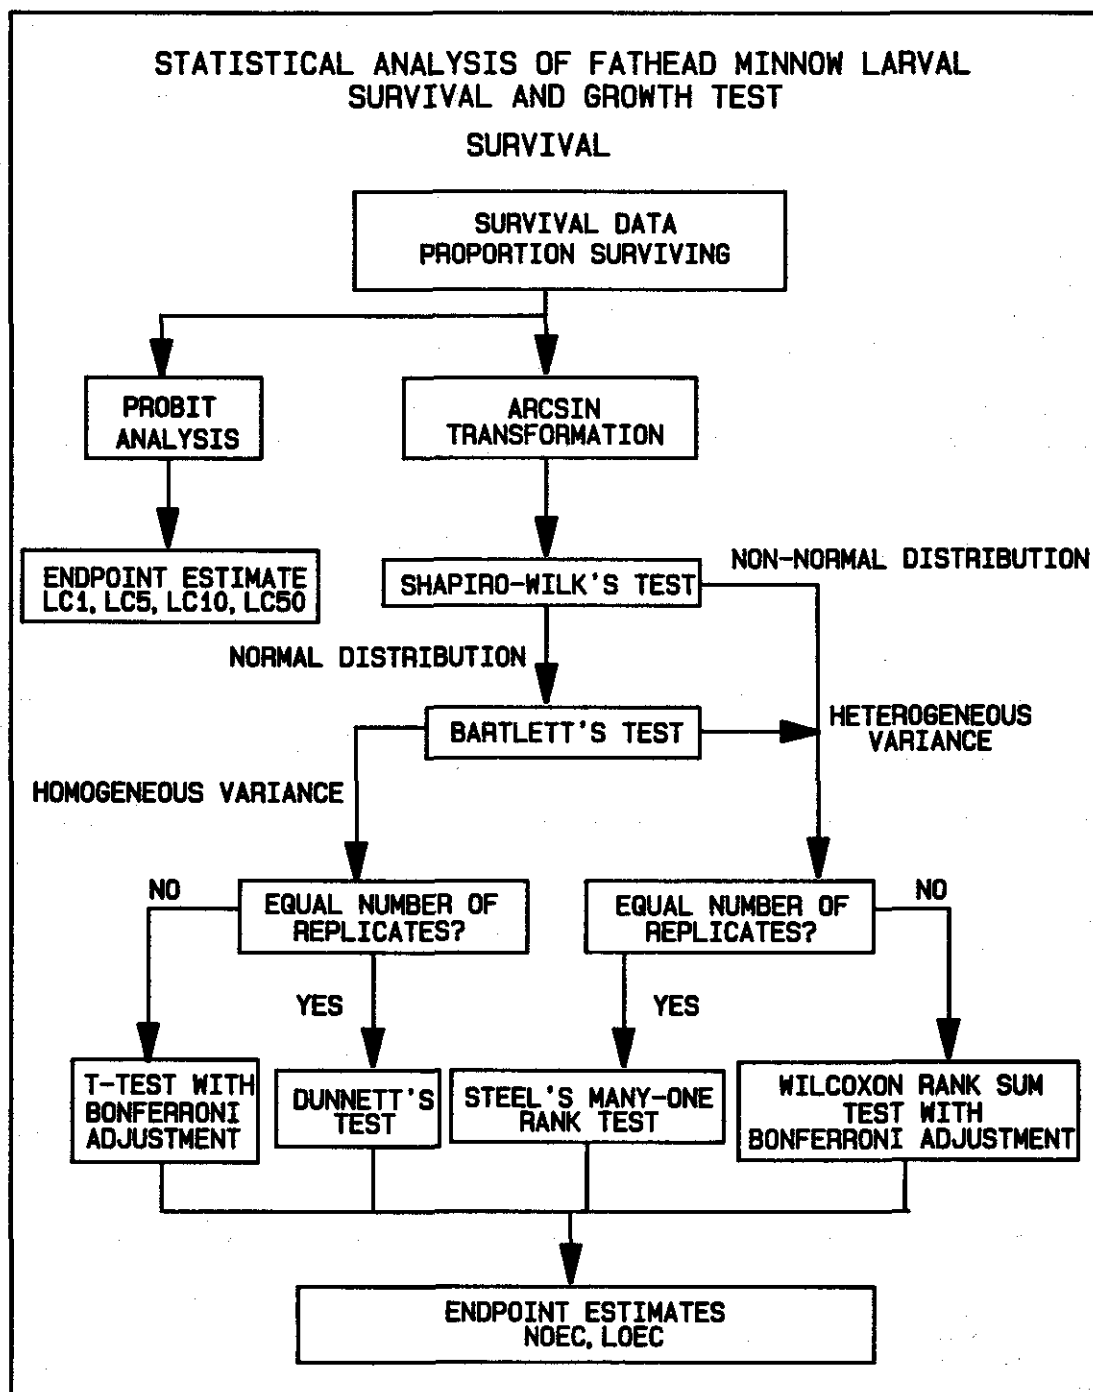 STATISTICAL ANALYSIS OF FATHEAD MINNOW LARVAL
SURVIVAL AND GROWTH TEST
SURVIVAL
SURVIVAL DATA
PROPORTION SURVIVING
PROBIT
ANALYSIS
ARCSIN
TRANSFORMATION
ENDPOINT ESTIMATE
LC1, LC5, LC10, LC50
SHAPIRO-WILK'S TEST
NON-NORMAL DISTRIBUTION
NORMAL DISTRIBUTION
BARTLETT'S TEST
HETEROGENEOUS
VARIANCE
HOMOGENEOUS VARIANCE
NO
EQUAL NUMBER OF
REPLICATES?
EQUAL NUMBER OF
REPLICATES?
NO
YES
YES
T-TEST WITH
BONFERRONI
ADJUSTMENT
DUNNETT'S
TEST
STEEL'S MANY-ONE
RANK TEST
WILCOXON RANK SUM
TEST WITH
BONFERRONI ADJUSTMENT
ENDPOINT ESTIMATES
NOEC, LOEC